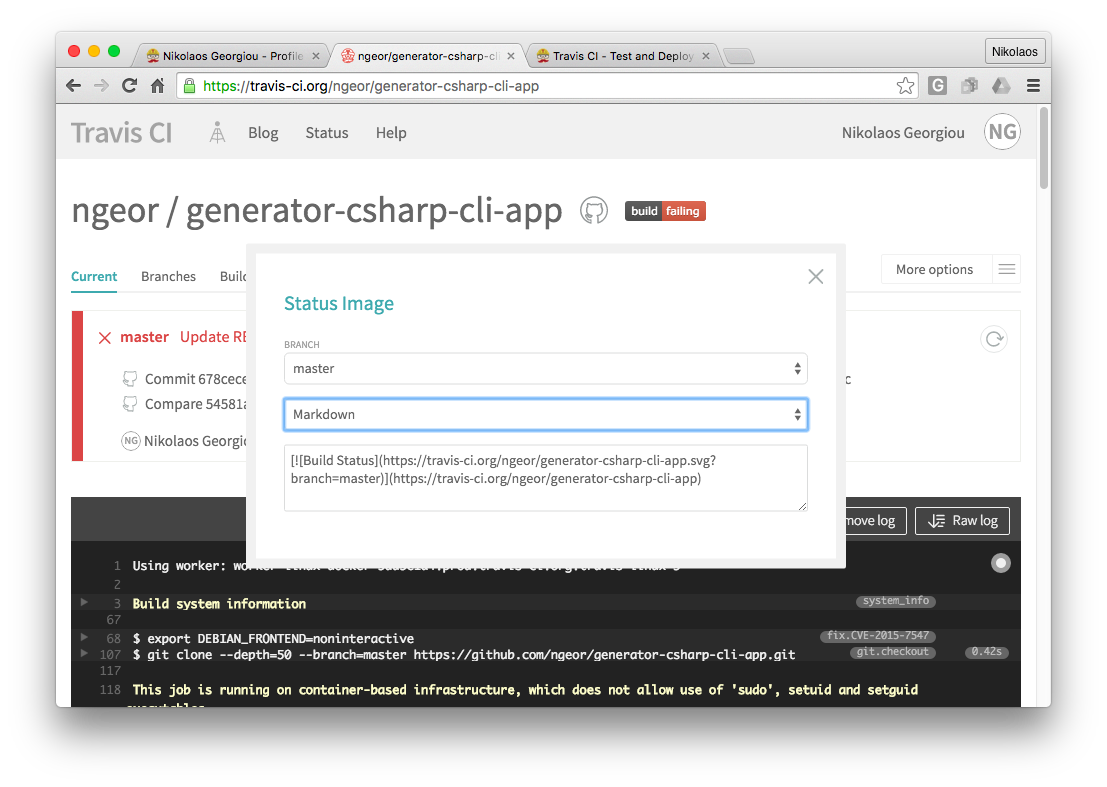 Nikolaos Georgiou - Profile
ngeor/generator-csharp-cli
Travis CI - Test and Deploy
Nikolaos
https://travis-ci.org/ngeor/generator-csharp-cli-app
G
Travis CI Blog Status Help Nikolaos Georgiou NG
ngeor / generator-csharp-cli-app build failing
Current Branches More options
Status Image
BRANCH
master
Markdown
[![Build Status](https://travis-ci.org/ngeor/generator-csharp-cli-app.svg?
branch=master)](https://travis-ci.org/ngeor/generator-csharp-cli-app)
master Update
Commit 678cece
Compare 54581a
NG Nikolaos
log Raw log
1 Using worker:
2
3 Build system information system_info
67
68 $ export DEBIAN_FRONTEND=noninteractive fix.CVE-2015-7547
107 $ git clone --depth=50 --branch=master https://github.com/ngeor/generator-csharp-cli-app.git git.checkout 0.42s
117
118 This job is running on container-based infrastructure, which does not allow use of 'sudo', setuid and setguid